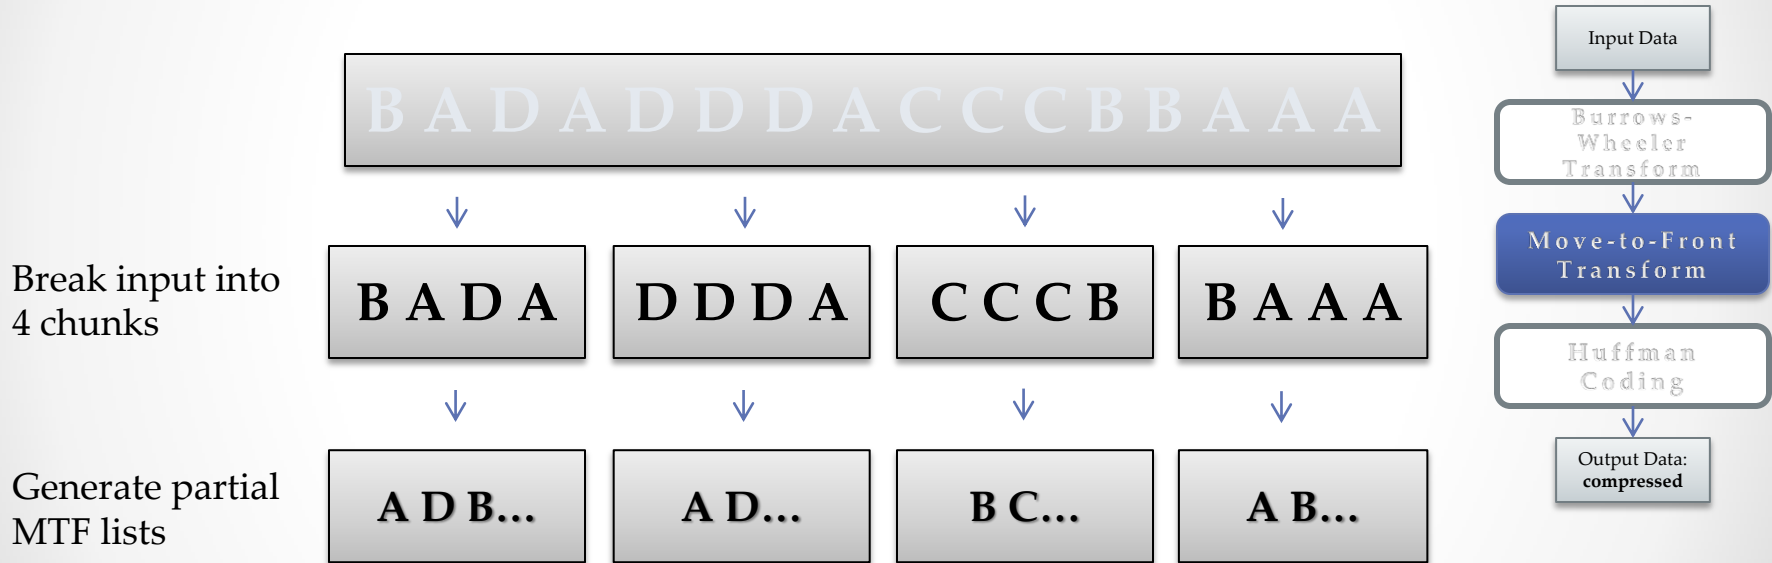 B A D A D D D A C C C B B A A A
Break input into
4 chunks
B A D A
D D D A
C C C B
B A A A
Generate partial
MTF lists
A D B...
A D...
B C...
A B...
Input Data
Burrows-
Wheeler
Transform
Move-to-Front
Transform
Huffman
Coding
Output Data:
compressed